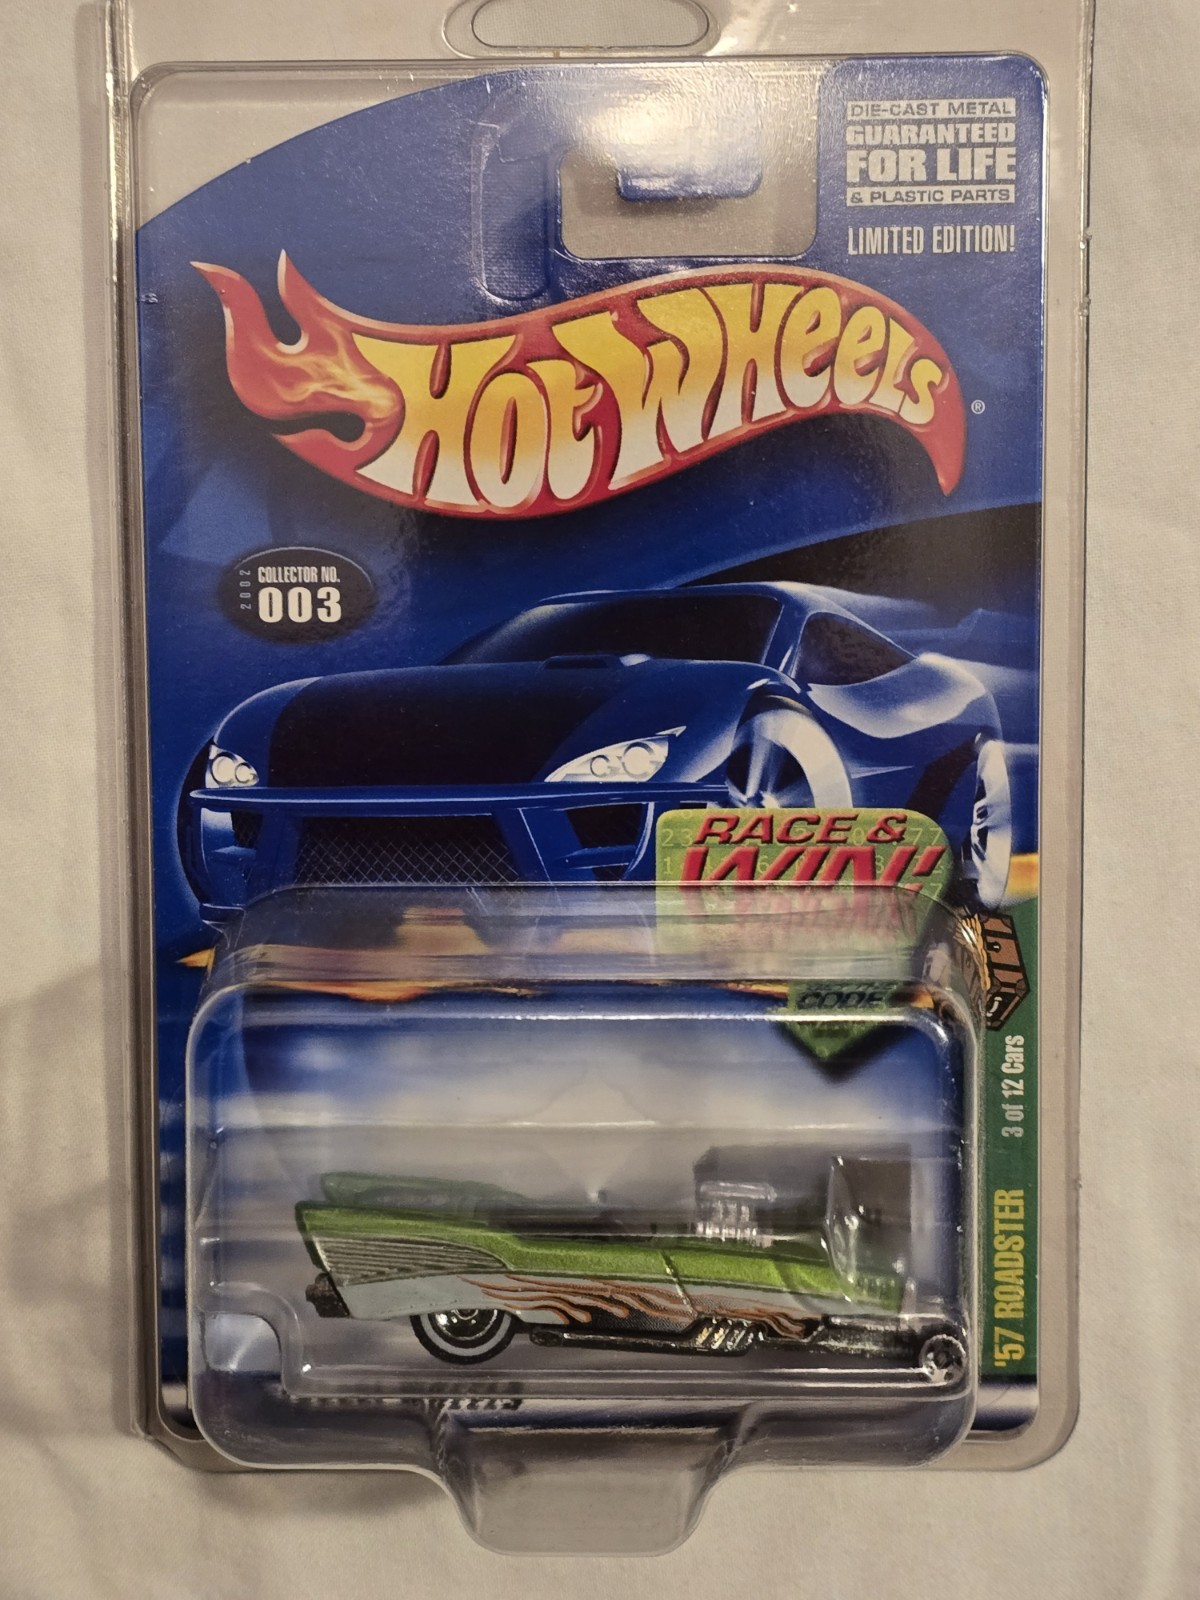 DIE-CAST METAL
GUARANTEED
FOR LIFE
& PLASTIC PARTS
LIMITED EDITION!
HOT WHEELS
®
2002
COLLECTOR NO.
003
RACE &
WIN!
CODE
3 of 12 Cars
'57 ROADSTER